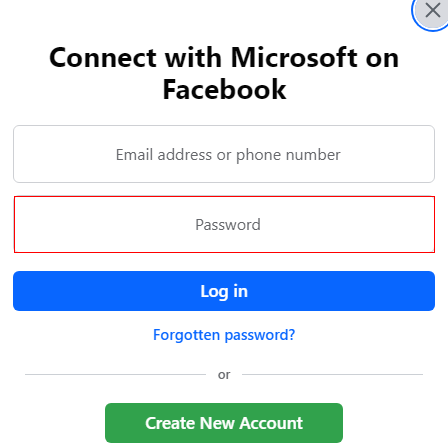 Connect with Microsoft on
Facebook
Email address or phone number
Password
Log in
Forgotten password?
or
Create New Account